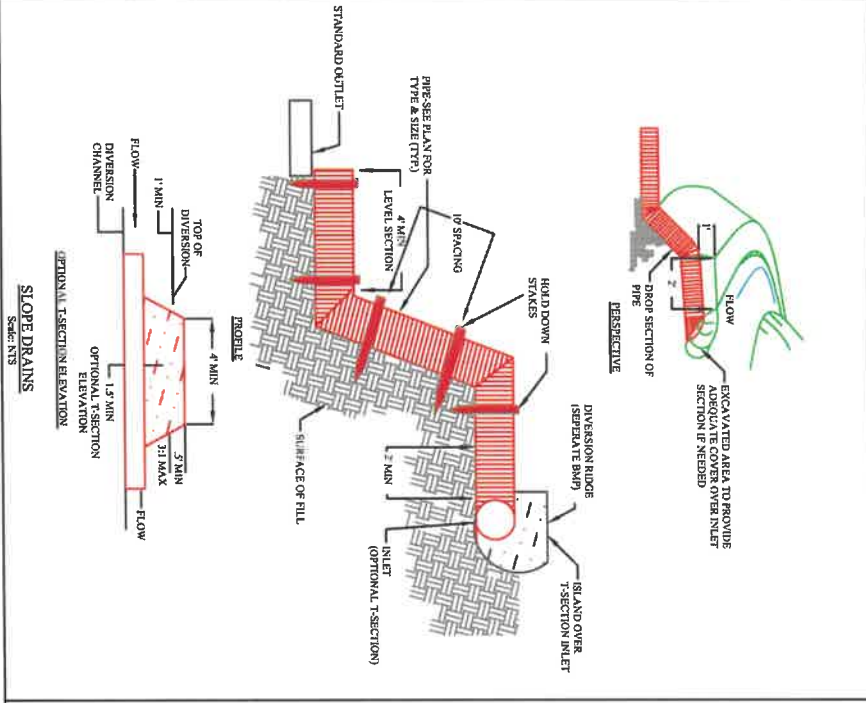 EXCAVATED AREA TO PROVIDE
ADEQUATE COVER OVER INLET
SECTION IF NEEDED
FLOW
1'
2'
DROP SECTION OF
PIPE
PERSPECTIVE
ISLAND OVER
T-SECTION INLET
DIVERSION RIDGE
(SEPERATE BMP)
HOLD DOWN
STAKES
10' SPACING
2' MIN
INLET
(OPTIONAL T-SECTION)
PIPE-SEE PLAN FOR
TYPE & SIZE (TYP.)
4' MIN
LEVEL SECTION
STANDARD OUTLET
SURFACE OF FILL
PROFILE
TOP OF
DIVERSION
4' MIN
.5' MIN
3:1 MAX
1' MIN
FLOW
FLOW
DIVERSION
CHANNEL
1.5' MIN
OPTIONAL T-SECTION
ELEVATION
OPTIONAL T-SECTION ELEVATION
SLOPE DRAINS
Scale: NTS